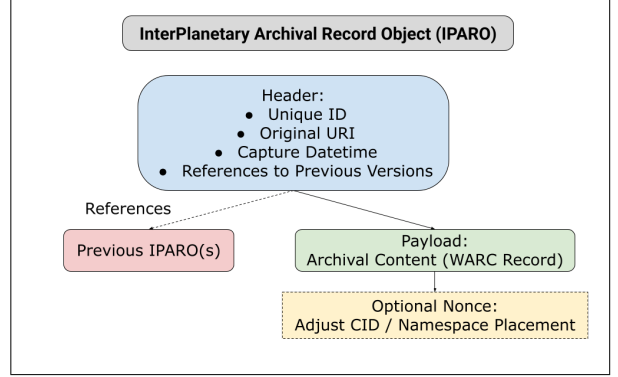 InterPlanetary Archival Record Object (IPARO)
Header:
● Unique ID
● Original URI
● Capture Datetime
● References to Previous Versions
References
Previous IPARO(s)
Payload:
Archival Content (WARC Record)
Optional Nonce:
Adjust CID / Namespace Placement